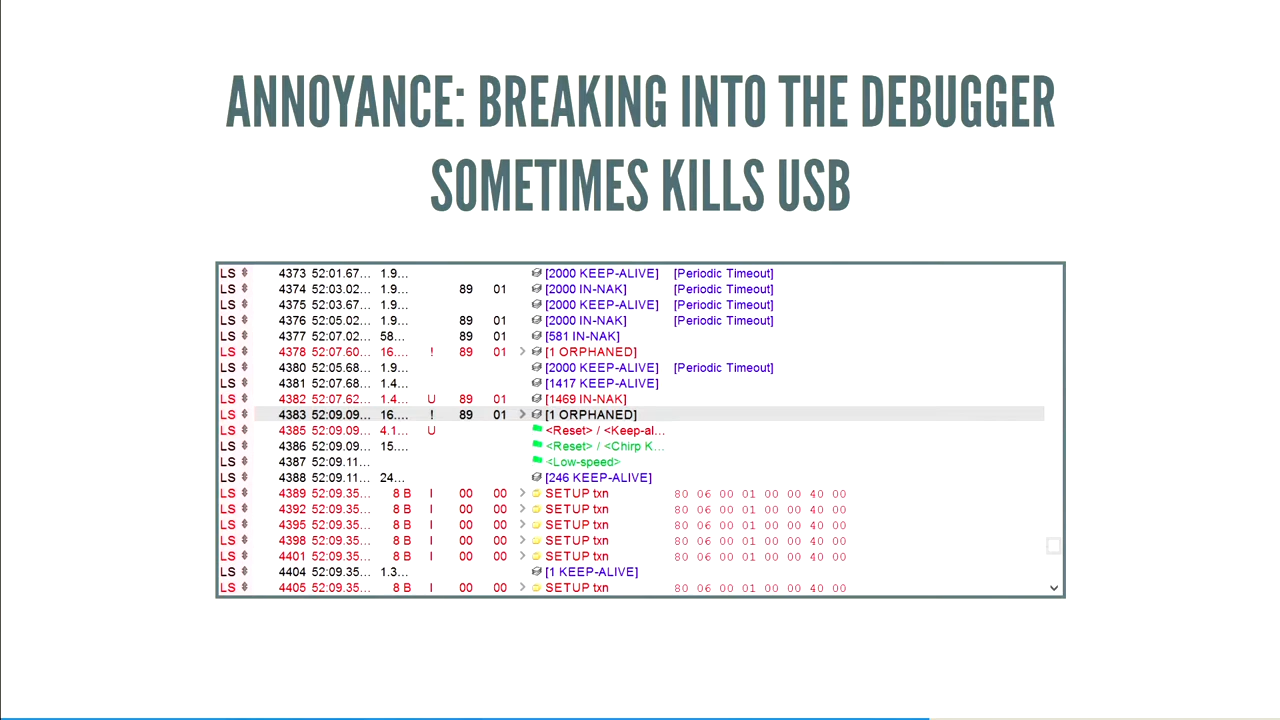 ANNOYANCE: BREAKING INTO THE DEBUGGER
SOMETIMES KILLS USB
LS 4373 52:01.67... 1.9... [2000 KEEP-ALIVE] [Periodic Timeout]
LS 4374 52:03.02... 1.9... 89 01 [2000 IN-NAK] [Periodic Timeout]
LS 4375 52:03.67... 1.9... [2000 KEEP-ALIVE] [Periodic Timeout]
LS 4376 52:05.02... 1.9... 89 01 [2000 IN-NAK] [Periodic Timeout]
LS 4377 52:07.02... 58... 89 01 [581 IN-NAK]
LS 4378 52:07.60... 16.... ! 89 01 [1 ORPHANED]
LS 4380 52:05.68... 1.9... [2000 KEEP-ALIVE] [Periodic Timeout]
LS 4381 52:07.68... 1.4... [1417 KEEP-ALIVE]
LS 4382 52:07.62... 1.4... U 89 01 [1469 IN-NAK]
LS 4383 52:09.09... 16.... ! 89 01 [1 ORPHANED]
LS 4385 52:09.09... 4.1... U <Reset> / <Keep-al...
LS 4386 52:09.09... 15.... <Reset> / <Chirp K...
LS 4387 52:09.11... <Low-speed>
LS 4388 52:09.11... 24... [246 KEEP-ALIVE]
LS 4389 52:09.35... 8 B I 00 00 SETUP txn 80 06 00 01 00 00 40 00
LS 4392 52:09.35... 8 B I 00 00 SETUP txn 80 06 00 01 00 00 40 00
LS 4395 52:09.35... 8 B I 00 00 SETUP txn 80 06 00 01 00 00 40 00
LS 4398 52:09.35... 8 B I 00 00 SETUP txn 80 06 00 01 00 00 40 00
LS 4401 52:09.35... 8 B I 00 00 SETUP txn 80 06 00 01 00 00 40 00
LS 4404 52:09.35... 1.3... [1 KEEP-ALIVE]
LS 4405 52:09.35... 8 B I 00 00 SETUP txn 80 06 00 01 00 00 40 00